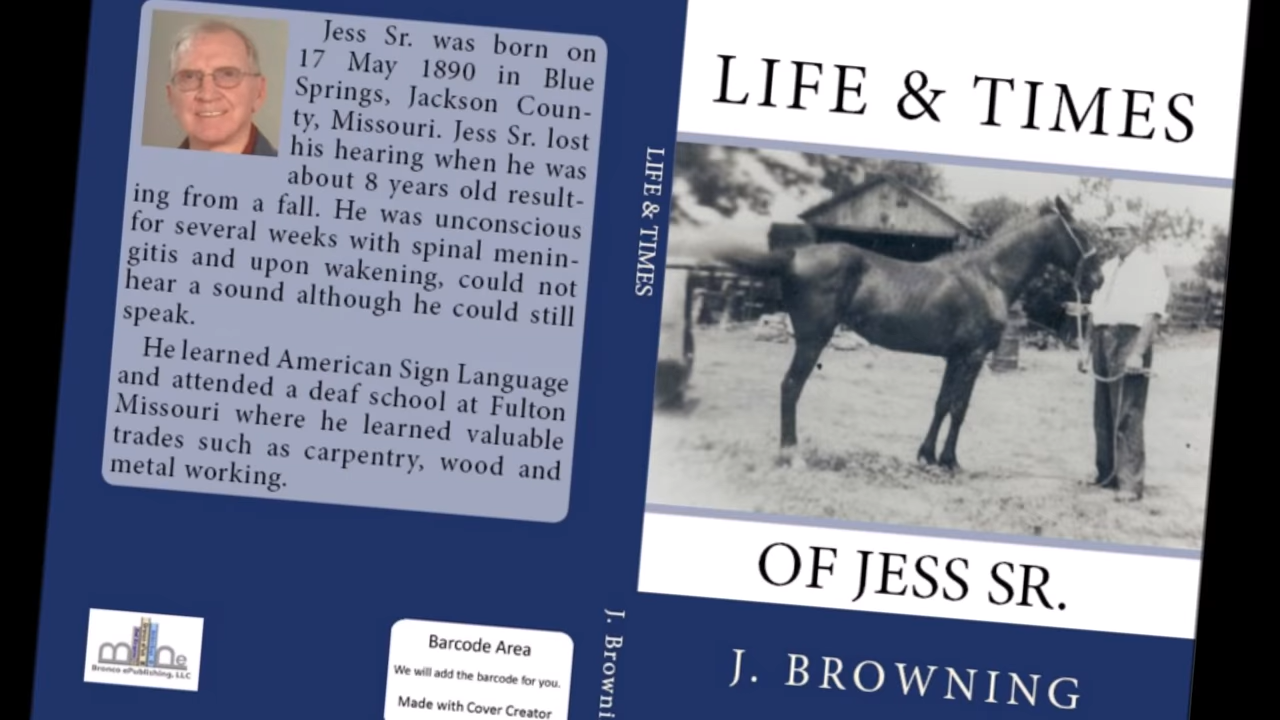 Jess Sr. was born on
17 May 1890 in Blue
Springs, Jackson Coun-
ty, Missouri. Jess Sr. lost
his hearing when he was
about 8 years old result-
ing from a fall. He was unconscious
for several weeks with spinal menin-
gitis and upon wakening, could not
hear a sound although he could still
speak.
He learned American Sign Language
and attended a deaf school at Fulton
Missouri where he learned valuable
trades such as carpentry, wood and
metal working.
Bronco ePublishing, LLC
Barcode Area
We will add the barcode for you.
Made with Cover Creator
LIFE & TIMES
J. Browni
LIFE & TIMES
OF JESS SR.
J. BROWNING